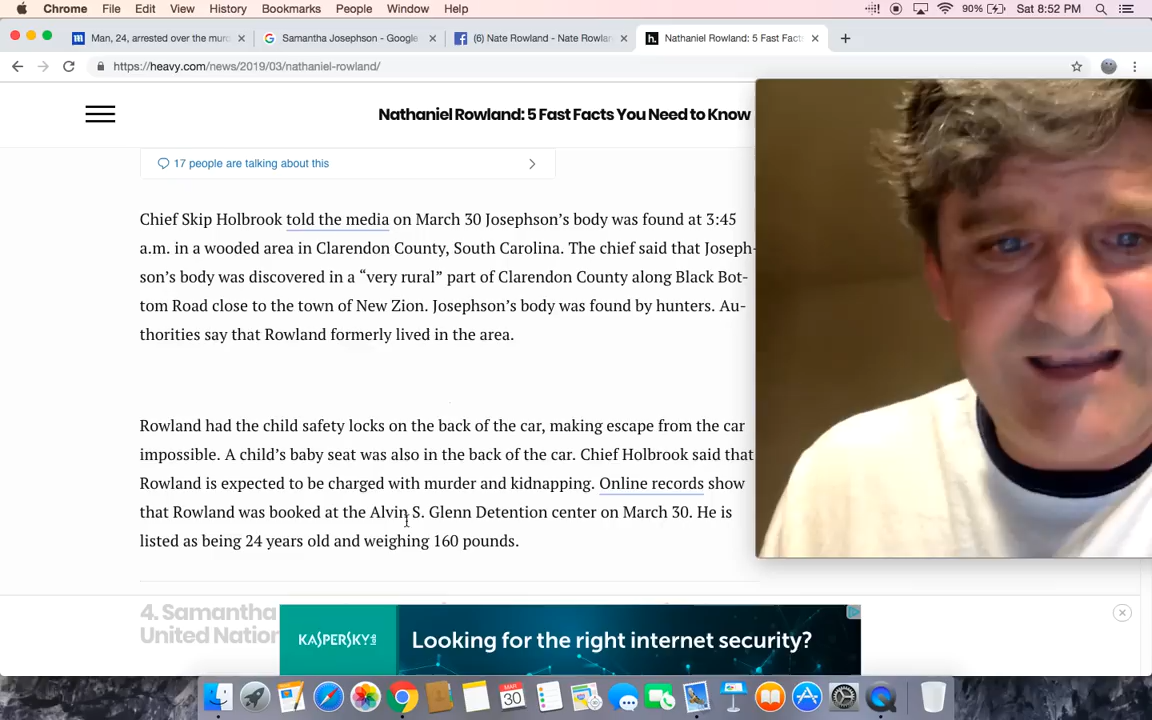 Chrome File Edit View History Bookmarks People Window Help 90% Sat 8:52 PM
Man, 24, arrested over the mur
Samantha Josephson - Google
(6) Nate Rowland - Nate Rowlan
Nathaniel Rowland: 5 Fast Fact
https://heavy.com/news/2019/03/nathaniel-rowland/
Nathaniel Rowland: 5 Fast Facts You Need to Know
17 people are talking about this
Chief Skip Holbrook told the media on March 30 Josephson’s body was found at 3:45
a.m. in a wooded area in Clarendon County, South Carolina. The chief said that Joseph-
son’s body was discovered in a “very rural” part of Clarendon County along Black Bot-
tom Road close to the town of New Zion. Josephson’s body was found by hunters. Au-
thorities say that Rowland formerly lived in the area.
Rowland had the child safety locks on the back of the car, making escape from the car
impossible. A child’s baby seat was also in the back of the car. Chief Holbrook said that
Rowland is expected to be charged with murder and kidnapping. Online records show
that Rowland was booked at the Alvin S. Glenn Detention center on March 30. He is
listed as being 24 years old and weighing 160 pounds.
4. Samantha
United Nation
KASPERSKY
Looking for the right internet security?
MAR
30